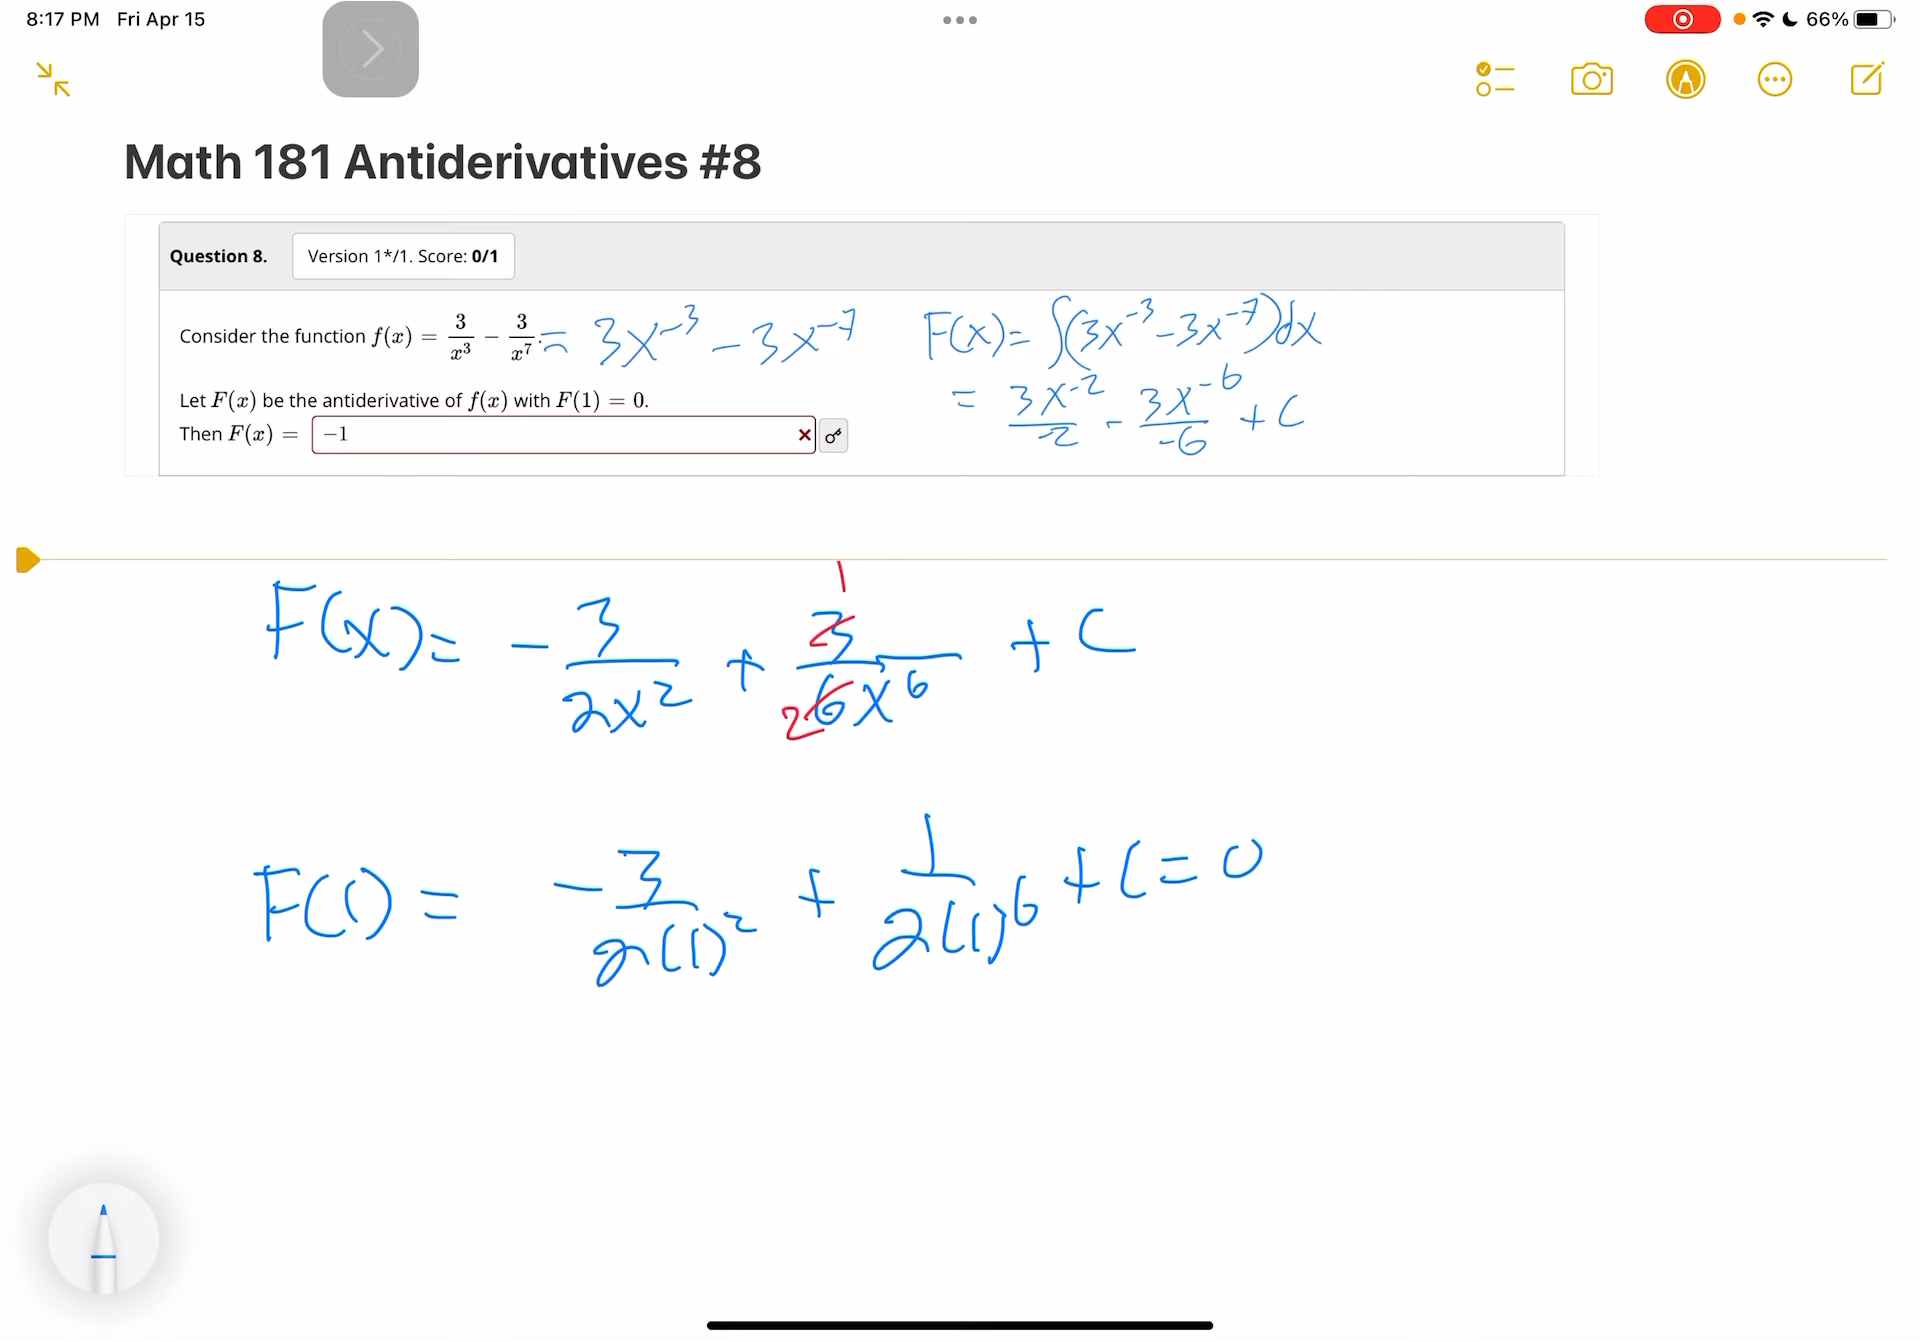 8:17 PM Fri Apr 15
66%
Math 181 Antiderivatives #8
Question 8. Version 1*/1. Score: 0/1
Consider the function f(x) = 3/x³ − 3/x⁷. = 3x⁻³ − 3x⁻⁷
F(x) = ∫(3x⁻³ − 3x⁻⁷)dx
= 3x⁻²/-2 - 3x⁻⁶/-6 + C
Let F(x) be the antiderivative of f(x) with F(1) = 0.
Then F(x) = −1
F(x) = - 3/2x² + 3/6x⁶ + C
1
2
F(1) = -3/2(1)² + 1/2(1)⁶ + C = 0